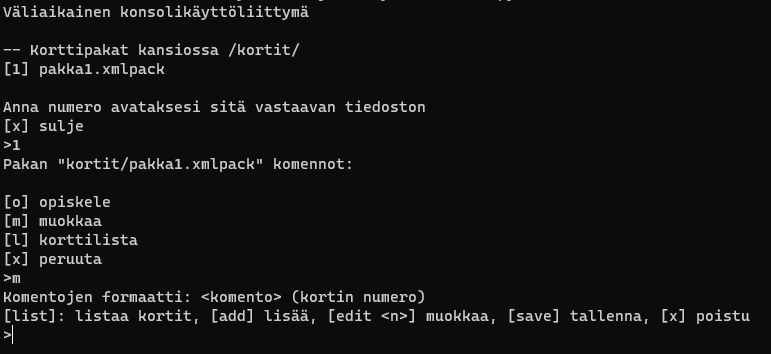 Väliaikainen konsolikäyttöliittymä
-- Korttipakat kansiossa /kortit/
[1] pakka1.xmlpack
Anna numero avataksesi sitä vastaavan tiedoston
[x] sulje
>1
Pakan "kortit/pakka1.xmlpack" komennot:
[o] opiskele
[m] muokkaa
[l] korttilista
[x] peruuta
>m
Komentojen formaatti: <komento> (kortin numero)
[list]: listaa kortit, [add] lisää, [edit <n>] muokkaa, [save] tallenna, [x] poistu
>